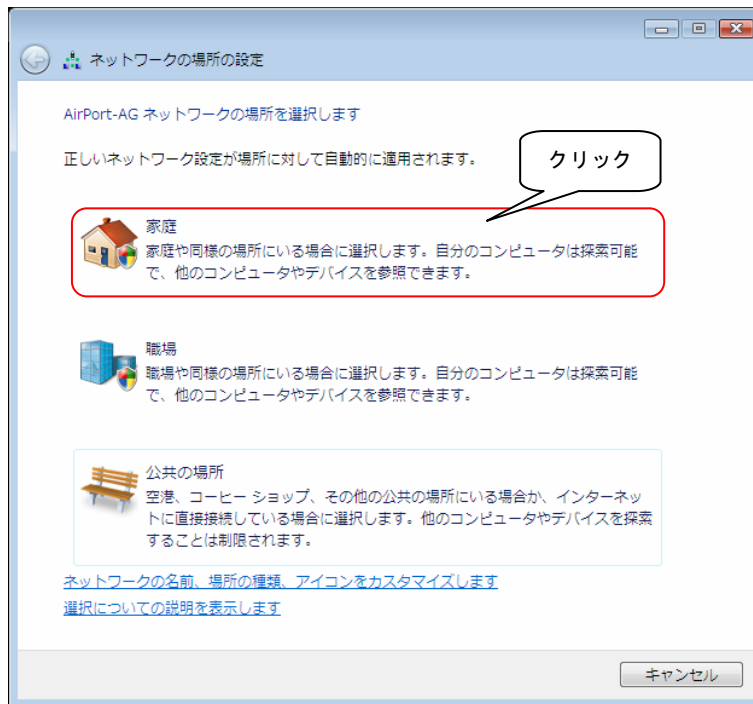 ネットワークの場所の設定
AirPort-AG ネットワークの場所を選択します
正しいネットワーク設定が場所に対して自動的に適用されます。
クリック
家庭
家庭や同様の場所にいる場合に選択します。自分のコンピュータは探索可能
で、他のコンピュータやデバイスを参照できます。
職場
職場や同様の場所にいる場合に選択します。自分のコンピュータは探索可能
で、他のコンピュータやデバイスを参照できます。
公共の場所
空港、コーヒー ショップ、その他の公共の場所にいる場合か、インターネッ
トに直接接続している場合に選択します。他のコンピュータやデバイスを探索
することは制限されます。
ネットワークの名前、場所の種類、アイコンをカスタマイズします
選択についての説明を表示します
キャンセル